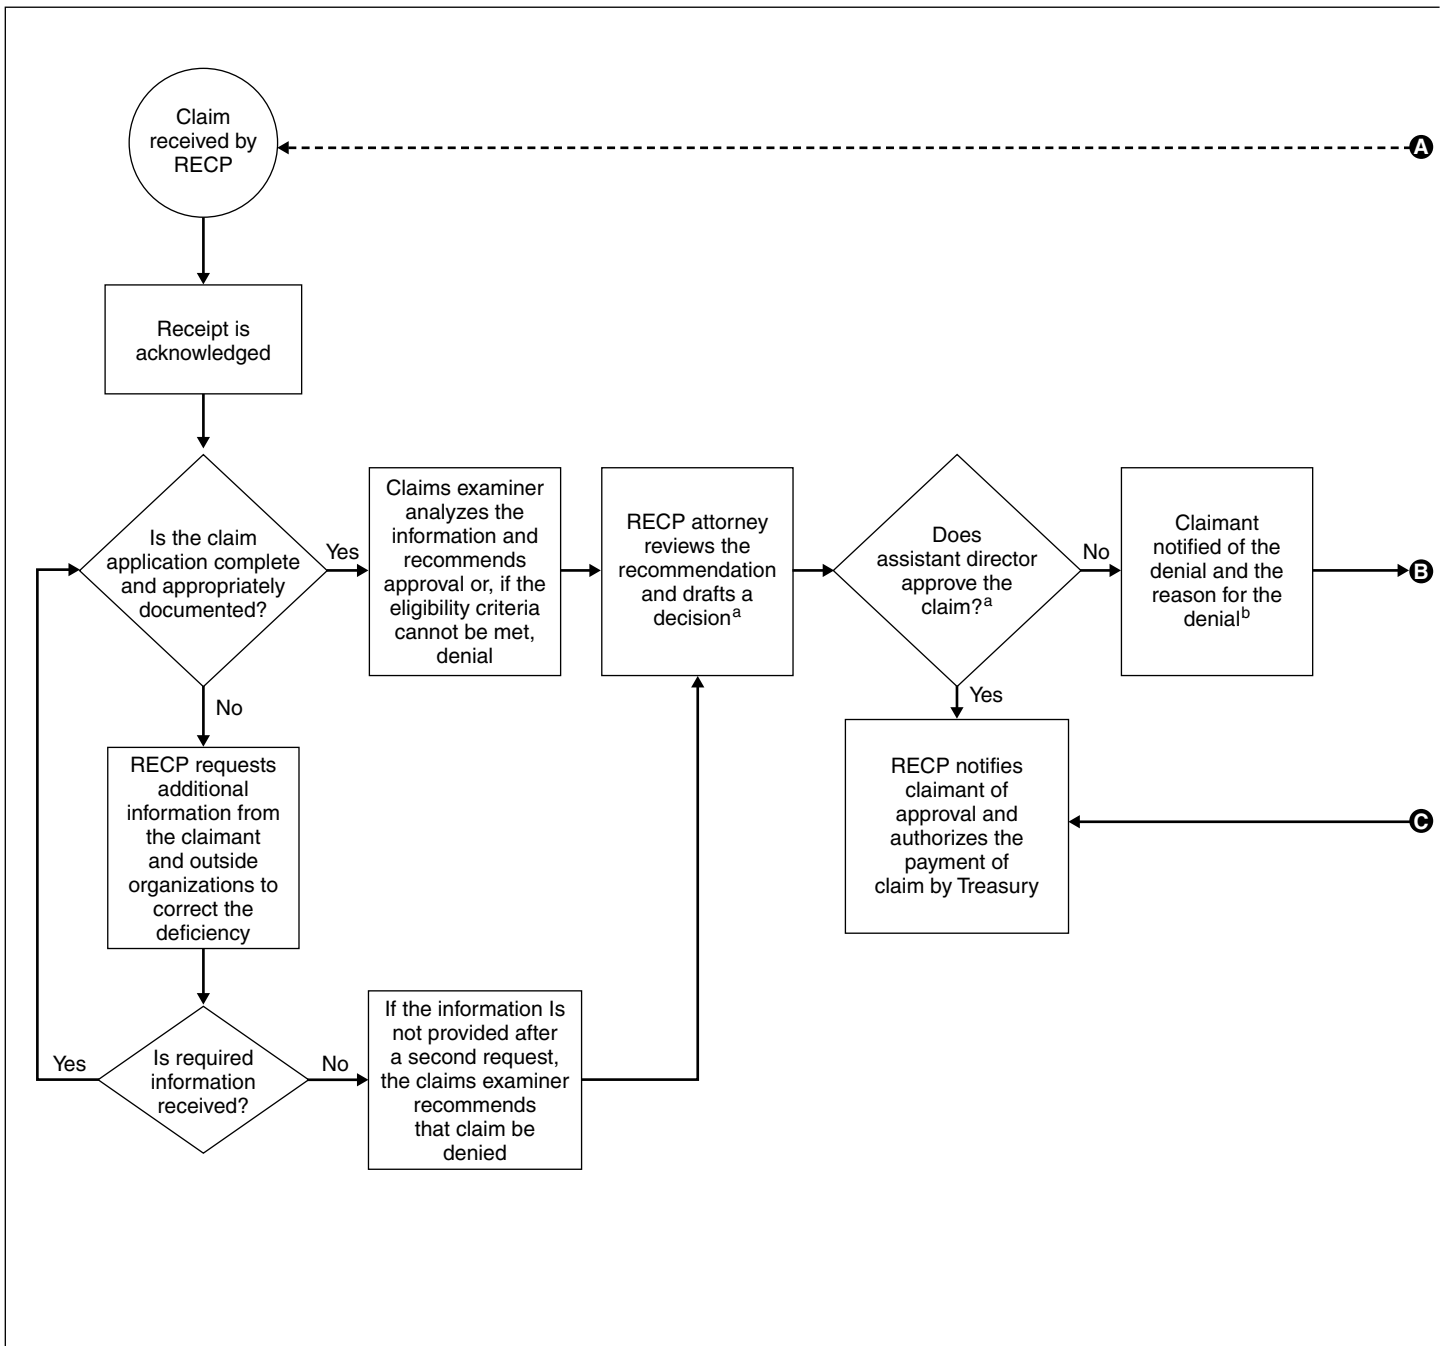 Claim
received by
RECP
A
Receipt is
acknowledged
Is the claim
application complete
and appropriately
documented?
Yes
Claims examiner
analyzes the
information and
recommends
approval or, if the
eligibility criteria
cannot be met,
denial
RECP attorney
reviews the
recommendation
and drafts a
decisiona
Does
assistant director
approve the
claim?a
No
Claimant
notified of the
denial and the
reason for the
denialb
B
No
Yes
RECP requests
additional
information from
the claimant
and outside
organizations to
correct the
deficiency
RECP notifies
claimant of
approval and
authorizes the
payment of
claim by Treasury
C
Yes
Is required
information
received?
No
If the information Is
not provided after
a second request,
the claims examiner
recommends
that claim be
denied